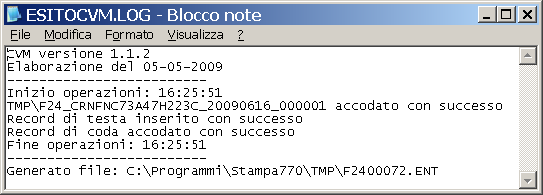 ESITOCVM.LOG - Blocco note
File Modifica Formato Visualizza ?
CVM versione 1.1.2
Elaborazione del 05-05-2009
-------------------------
Inizio operazioni: 16:25:51
TMP\F24_CRNFNC73A47H223C_20090616_000001 accodato con successo
Record di testa inserito con successo
Record di coda accodato con successo
Fine operazioni: 16:25:51
-------------------------
Generato file: C:\Programmi\Stampa770\TMP\F2400072.ENT